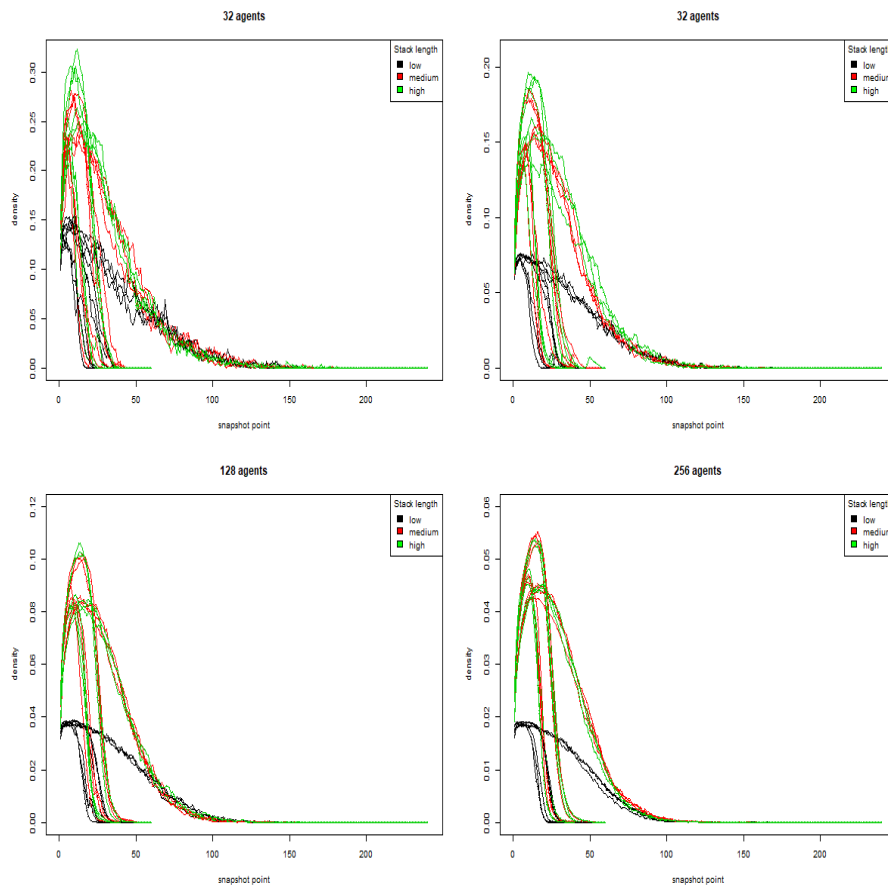 32 agents
Stack length
low
medium
high
density
0.00
0.05
0.10
0.15
0.20
0.25
0.30
0
50
100
150
200
snapshot point
32 agents
Stack length
low
medium
high
density
0.00
0.05
0.10
0.15
0.20
0
50
100
150
200
snapshot point
128 agents
Stack length
low
medium
high
density
0.00
0.02
0.04
0.06
0.08
0.10
0.12
0
50
100
150
200
snapshot point
256 agents
Stack length
low
medium
high
density
0.00
0.01
0.02
0.03
0.04
0.05
0.06
0
50
100
150
200
snapshot point